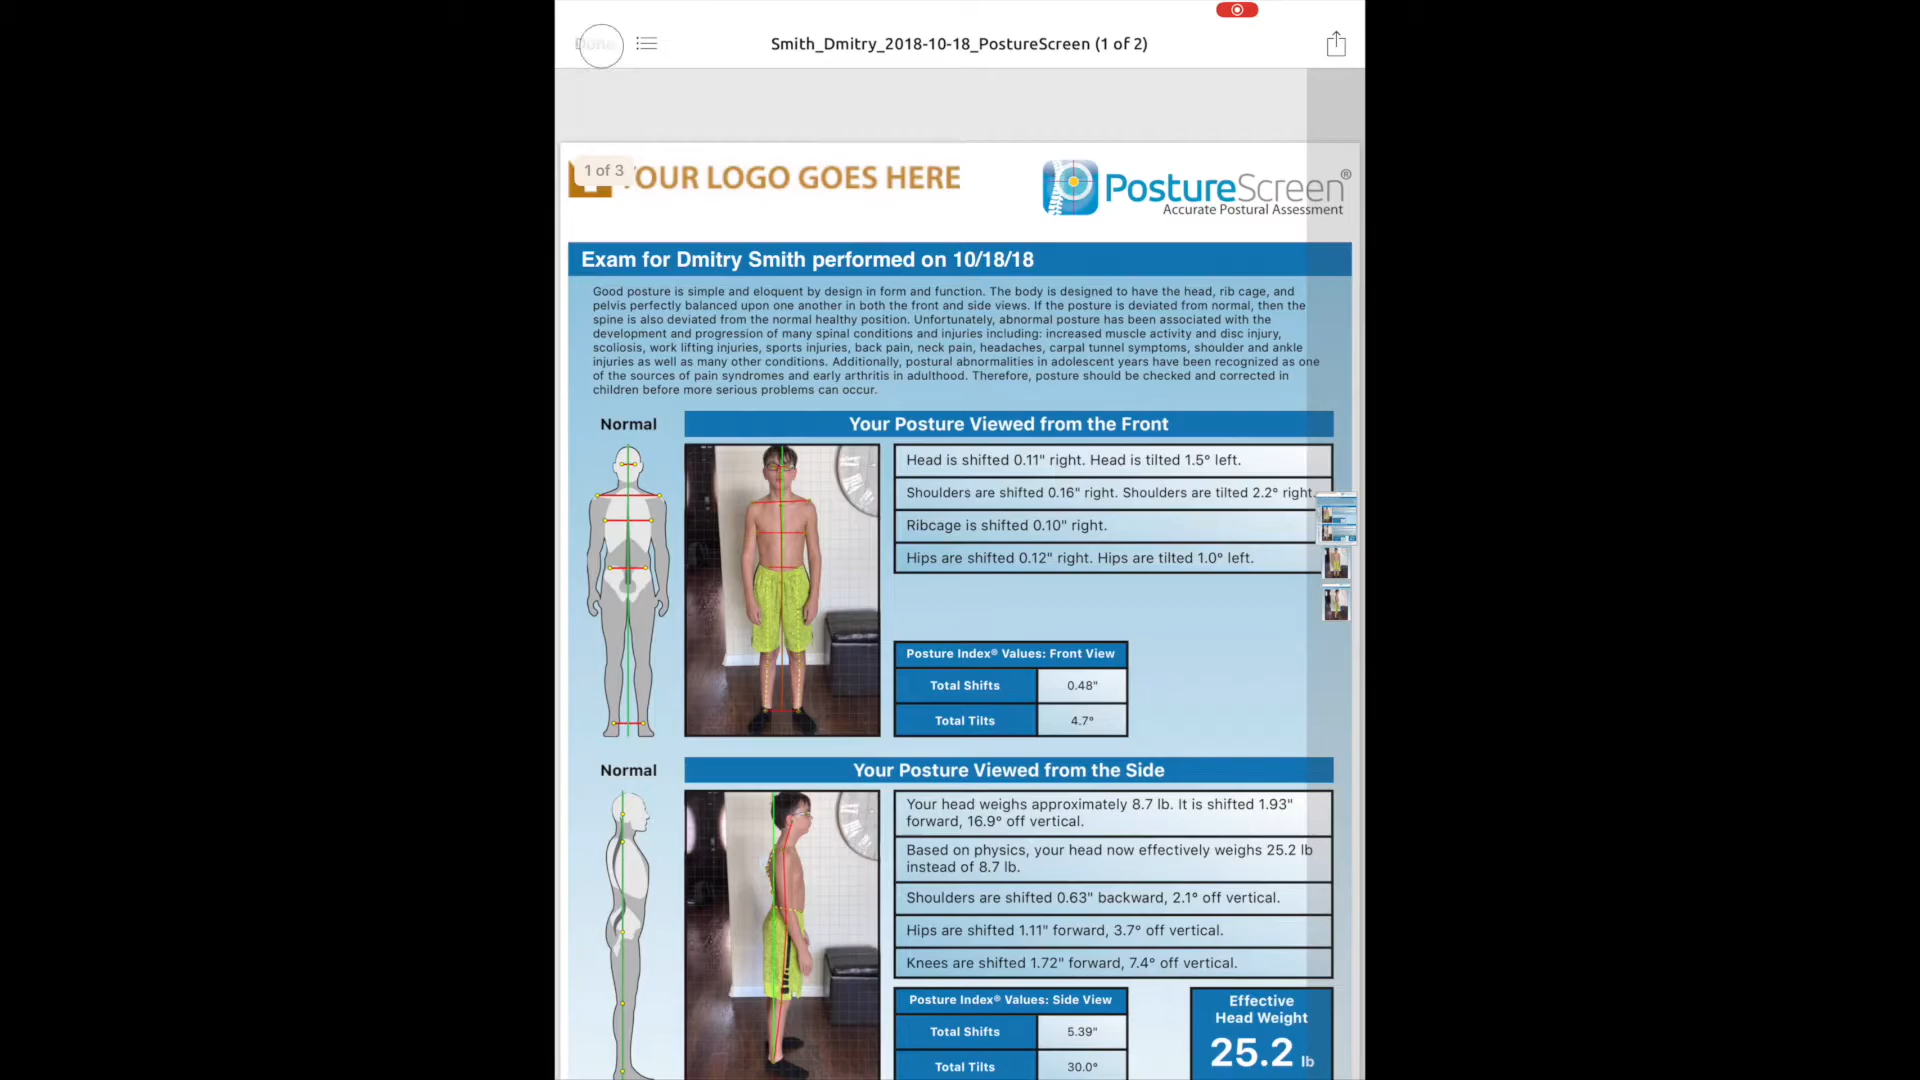 Done
Smith_Dmitry_2018-10-18_PostureScreen (1 of 2)
1 of 3
YOUR LOGO GOES HERE
PostureScreen®
Accurate Postural Assessment
Exam for Dmitry Smith performed on 10/18/18
Good posture is simple and eloquent by design in form and function. The body is designed to have the head, rib cage, and
pelvis perfectly balanced upon one another in both the front and side views. If the posture is deviated from normal, then the
spine is also deviated from the normal healthy position. Unfortunately, abnormal posture has been associated with the
development and progression of many spinal conditions and injuries including: increased muscle activity and disc injury,
scoliosis, work lifting injuries, sports injuries, back pain, neck pain, headaches, carpal tunnel symptoms, shoulder and ankle
injuries as well as many other conditions. Additionally, postural abnormalities in adolescent years have been recognized as one
of the sources of pain syndromes and early arthritis in adulthood. Therefore, posture should be checked and corrected in
children before more serious problems can occur.
Normal
Your Posture Viewed from the Front
Head is shifted 0.11" right. Head is tilted 1.5° left.
Shoulders are shifted 0.16" right. Shoulders are tilted 2.2° right.
Ribcage is shifted 0.10" right.
Hips are shifted 0.12" right. Hips are tilted 1.0° left.
Posture Index® Values: Front View
Total Shifts 0.48"
Total Tilts 4.7°
Normal
Your Posture Viewed from the Side
Your head weighs approximately 8.7 lb. It is shifted 1.93"
forward, 16.9° off vertical.
Based on physics, your head now effectively weighs 25.2 lb
instead of 8.7 lb.
Shoulders are shifted 0.63" backward, 2.1° off vertical.
Hips are shifted 1.11" forward, 3.7° off vertical.
Knees are shifted 1.72" forward, 7.4° off vertical.
Posture Index® Values: Side View
Total Shifts 5.39"
Total Tilts 30.0°
Effective
Head Weight
25.2 lb